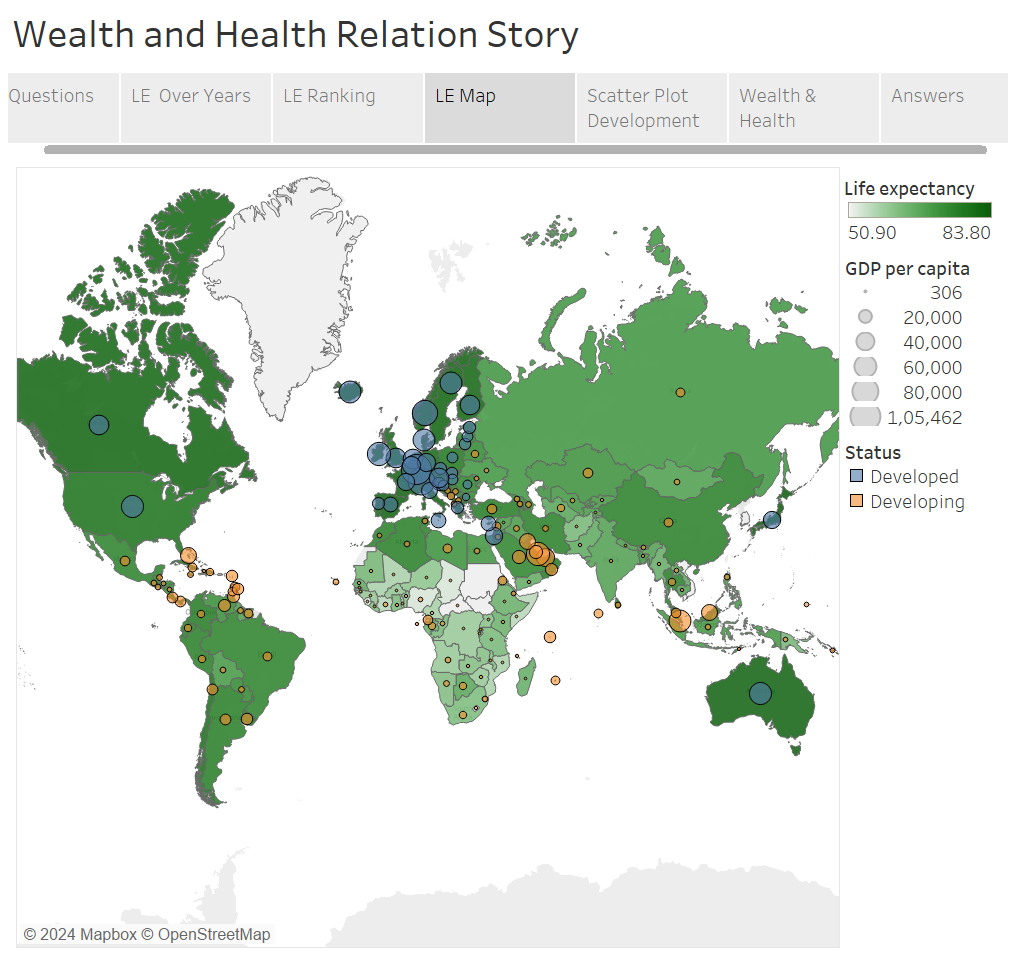 Wealth and Health Relation Story
Questions
LE  Over Years
LE Ranking
LE Map
Scatter Plot
Development
Wealth &
Health
Answers
Life expectancy
50.90 83.80
GDP per capita
306
20,000
40,000
60,000
80,000
1,05,462
Status
Developed
Developing
© 2024 Mapbox © OpenStreetMap